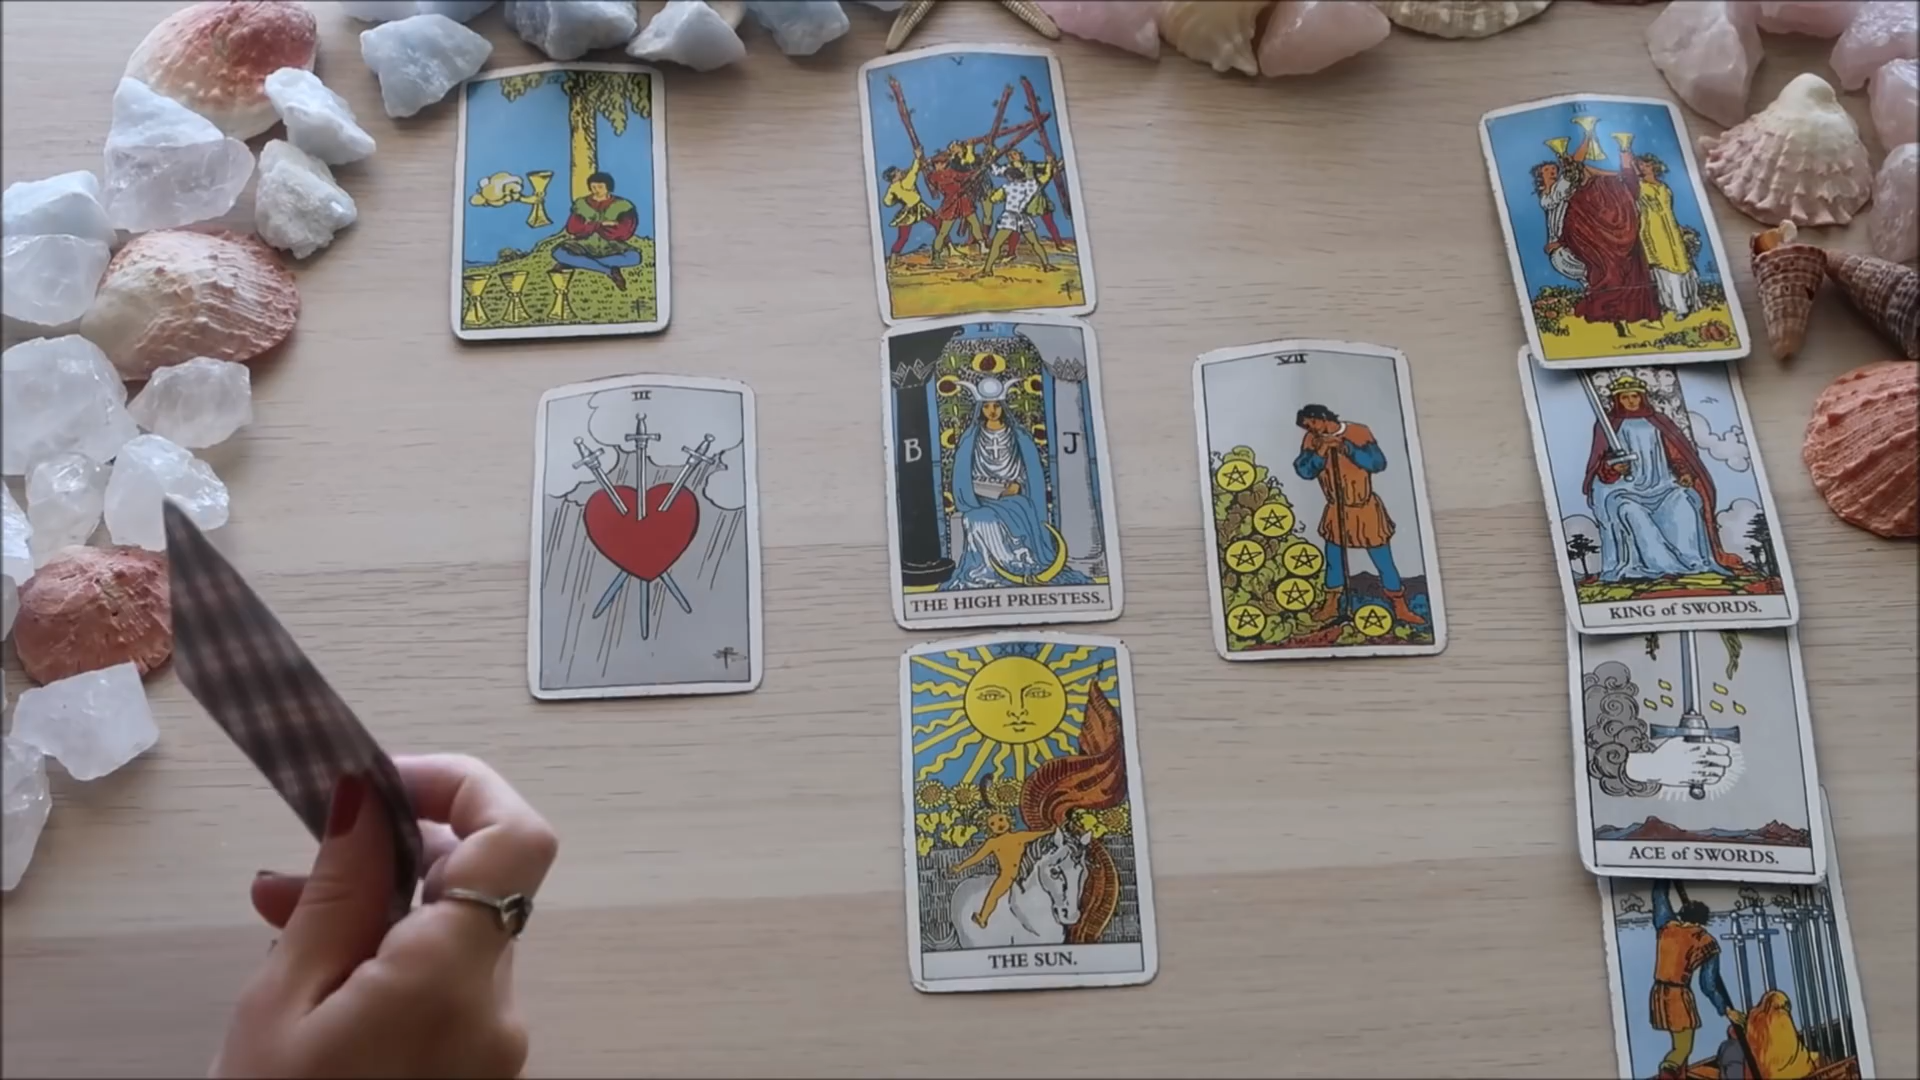 V
III
II
B
J
VII
III
THE HIGH PRIESTESS.
KING of SWORDS.
XIX
THE SUN.
ACE of SWORDS.